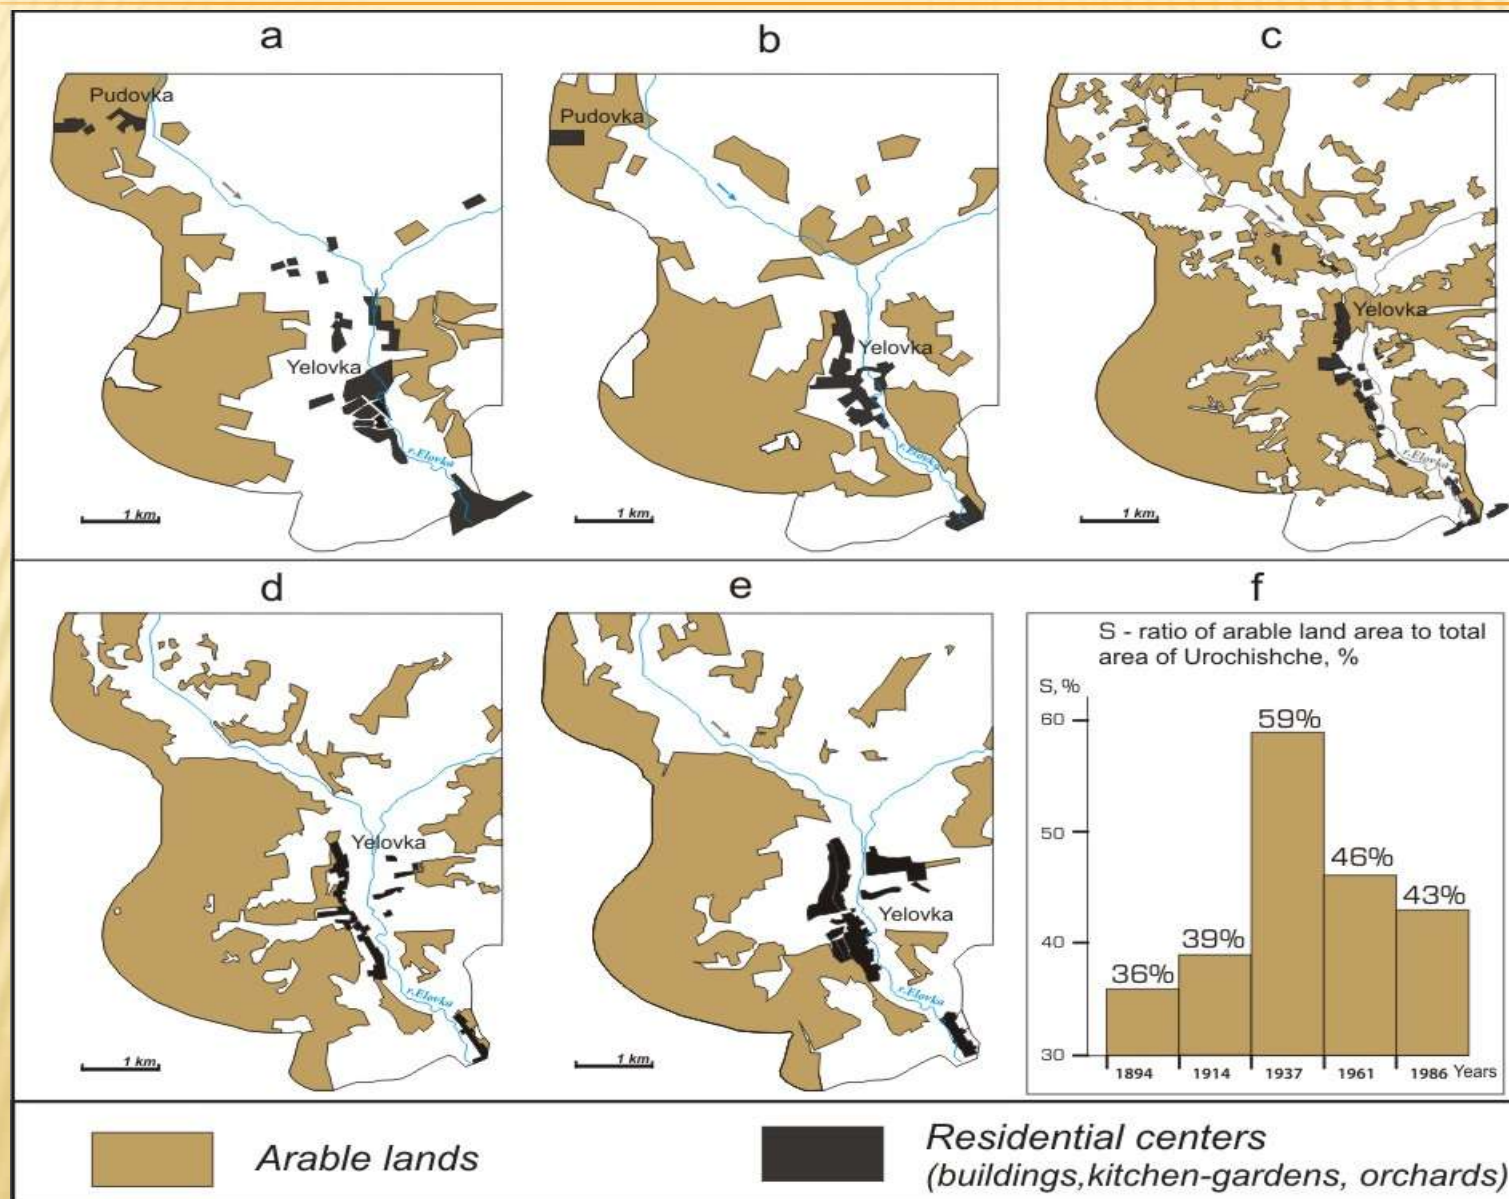 a
b
c
Pudovka
Yelovka
r.Elovka
1 km
Pudovka
Yelovka
r.Elovka
1 km
Yelovka
r.Elovka
1 km
d
e
f
Yelovka
r.Elovka
1 km
Yelovka
r.Elovka
1 km
S - ratio of arable land area to total
area of Urochishche, %
S, %
60
50
40
30
36%
39%
59%
46%
43%
1894 1914 1937 1961 1986 Years
Arable lands
Residential centers
(buildings,kitchen-gardens, orchards)